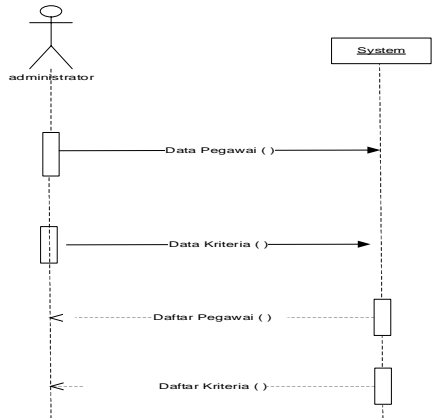 System
administrator
Data Pegawai ( )
Data Kriteria ( )
Daftar Pegawai ( )
Daftar Kriteria ( )